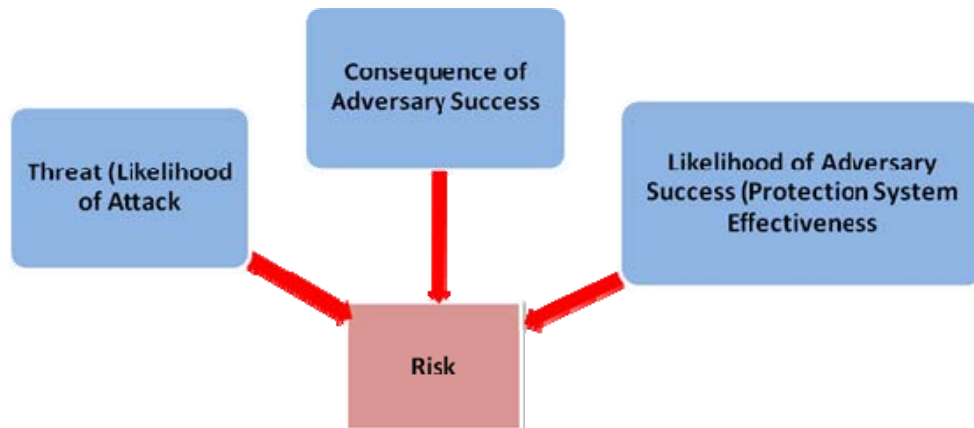 Consequence of
Adversary Success
Threat (Likelihood
of Attack
Likelihood of Adversary
Success (Protection System
Effectiveness
Risk